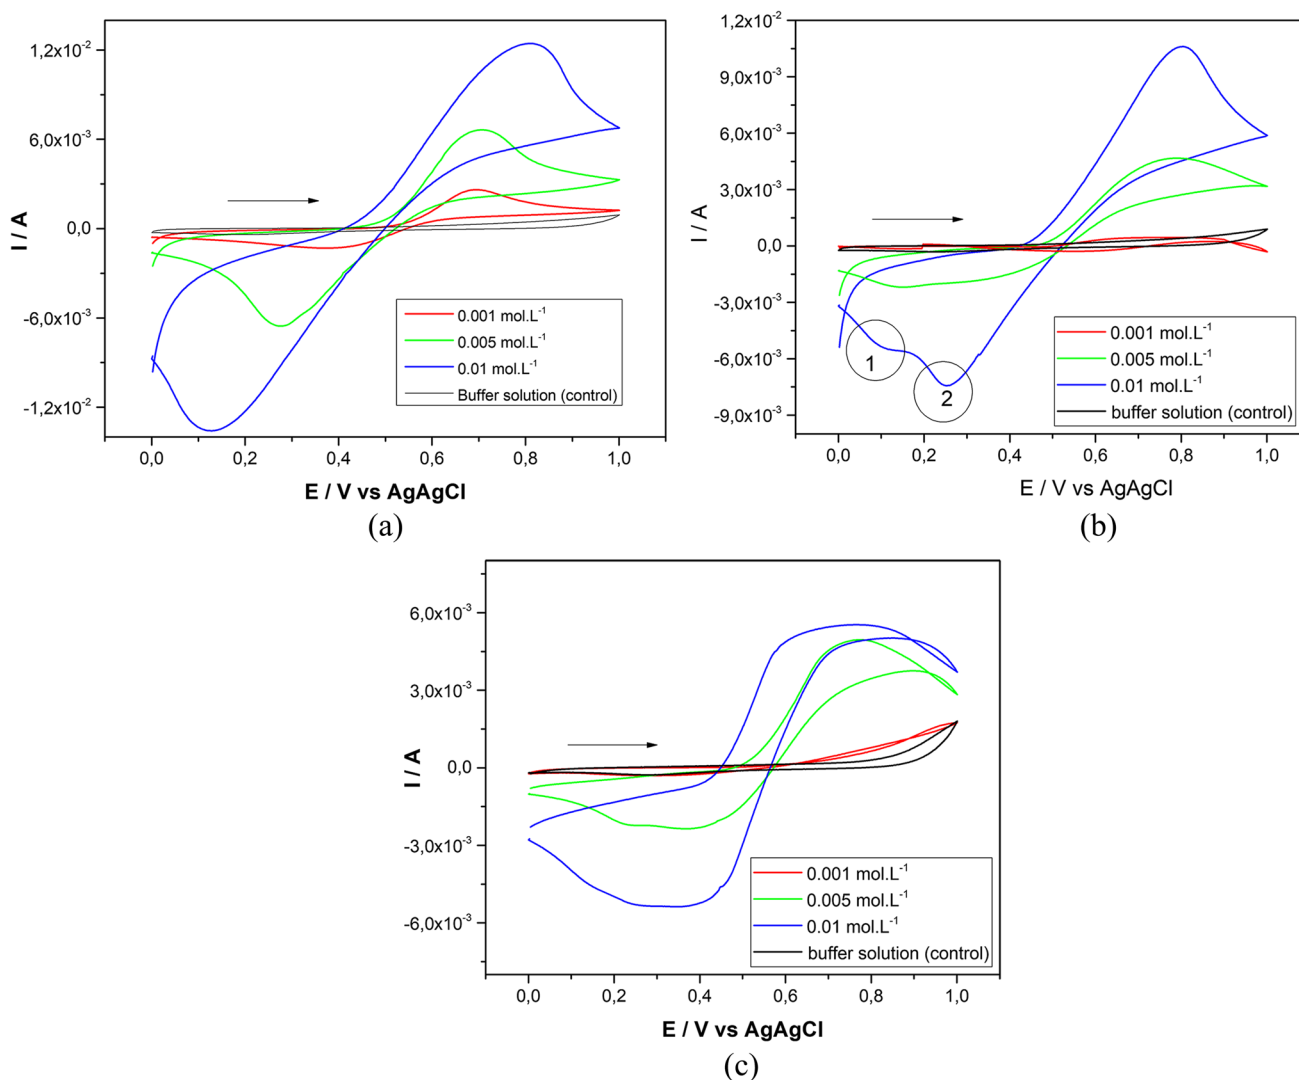 1,2x10⁻²
6,0x10⁻³
0,0
-6,0x10⁻³
-1,2x10⁻²
I / A
0.001 mol.L⁻¹
0.005 mol.L⁻¹
0.01 mol.L⁻¹
Buffer solution (control)
0,0 0,2 0,4 0,6 0,8 1,0
E / V vs AgAgCl
(a)
1,2x10⁻²
9,0x10⁻³
6,0x10⁻³
3,0x10⁻³
0,0
-3,0x10⁻³
-6,0x10⁻³
-9,0x10⁻³
I / A
1
2
0.001 mol.L⁻¹
0.005 mol.L⁻¹
0.01 mol.L⁻¹
buffer solution (control)
0,0 0,2 0,4 0,6 0,8 1,0
E / V vs AgAgCl
(b)
6,0x10⁻³
3,0x10⁻³
0,0
-3,0x10⁻³
-6,0x10⁻³
I / A
0.001 mol.L⁻¹
0.005 mol.L⁻¹
0.01 mol.L⁻¹
buffer solution (control)
0,0 0,2 0,4 0,6 0,8 1,0
E / V vs AgAgCl
(c)